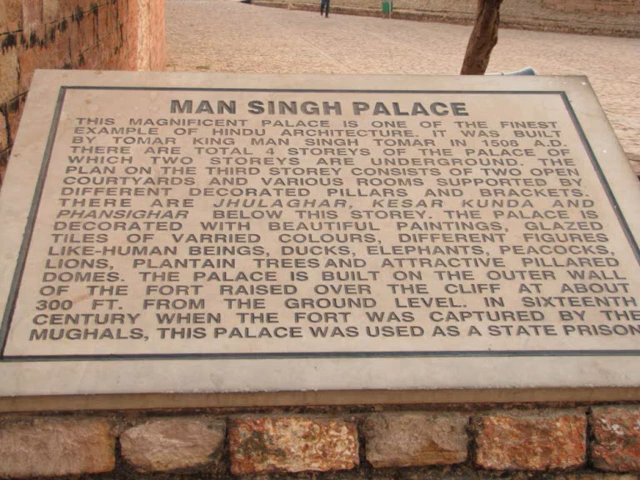 MAN SINGH PALACE
THIS MAGNIFICENT PALACE IS ONE OF THE FINEST
EXAMPLE OF HINDU ARCHITECTURE. IT WAS BUILT
BY TOMAR KING MAN SINGH TOMAR IN 1508 A.D.
THERE ARE TOTAL 4 STOREYS OF THE PALACE OF
WHICH TWO STOREYS ARE UNDERGROUND. THE
PLAN ON THE THIRD STOREY CONSISTS OF TWO OPEN
COURTYARDS AND VARIOUS ROOMS SUPPORTED BY
DIFFERENT DECORATED PILLARS AND BRACKETS
THERE ARE JHULAGHAR, KESAR KUNDA AND
PHANSIGHAR BELOW THIS STOREY. THE PALACE IS
DECORATED WITH BEAUTIFUL PAINTINGS, GLAZED
TILES OF VARRIED COLOURS, DIFFERENT FIGURES
LIKE-HUMAN BEINGS, DUCKS, ELEPHANTS, PEACOCKS,
LIONS, PLANTAIN TREES AND ATTRACTIVE PILLARED
DOMES. THE PALACE IS BUILT ON THE OUTER WALL
OF THE FORT RAISED OVER THE CLIFF AT ABOUT
300 FT. FROM THE GROUND LEVEL. IN SIXTEENTH
CENTURY WHEN THE FORT WAS CAPTURED BY THE
MUGHALS, THIS PALACE WAS USED AS A STATE PRISON